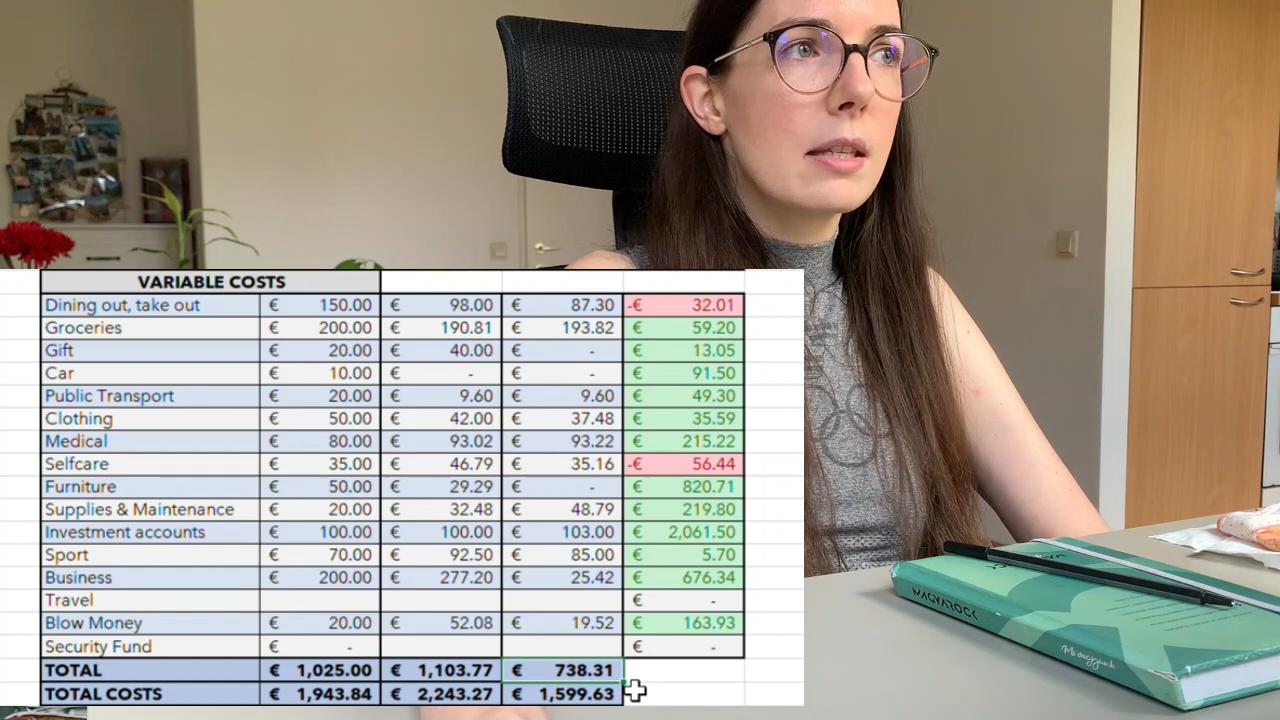 VARIABLE COSTS
Dining out, take out € 150.00 € 98.00 € 87.30 -€ 32.01
Groceries € 200.00 € 190.81 € 193.82 € 59.20
Gift € 20.00 € 40.00 € - € 13.05
Car € 10.00 € - € - € 91.50
Public Transport € 20.00 € 9.60 € 9.60 € 49.30
Clothing € 50.00 € 42.00 € 37.48 € 35.59
Medical € 80.00 € 93.02 € 93.22 € 215.22
Selfcare € 35.00 € 46.79 € 35.16 -€ 56.44
Furniture € 50.00 € 29.29 € - € 820.71
Supplies & Maintenance € 20.00 € 32.48 € 48.79 € 219.80
Investment accounts € 100.00 € 100.00 € 103.00 € 2,061.50
Sport € 70.00 € 92.50 € 85.00 € 5.70
Business € 200.00 € 277.20 € 25.42 € 676.34
Travel € -
Blow Money € 20.00 € 52.08 € 19.52 € 163.93
Security Fund € - € -
TOTAL € 1,025.00 € 1,103.77 € 738.31
TOTAL COSTS € 1,943.84 € 2,243.27 € 1,599.63
MAGYAROCK